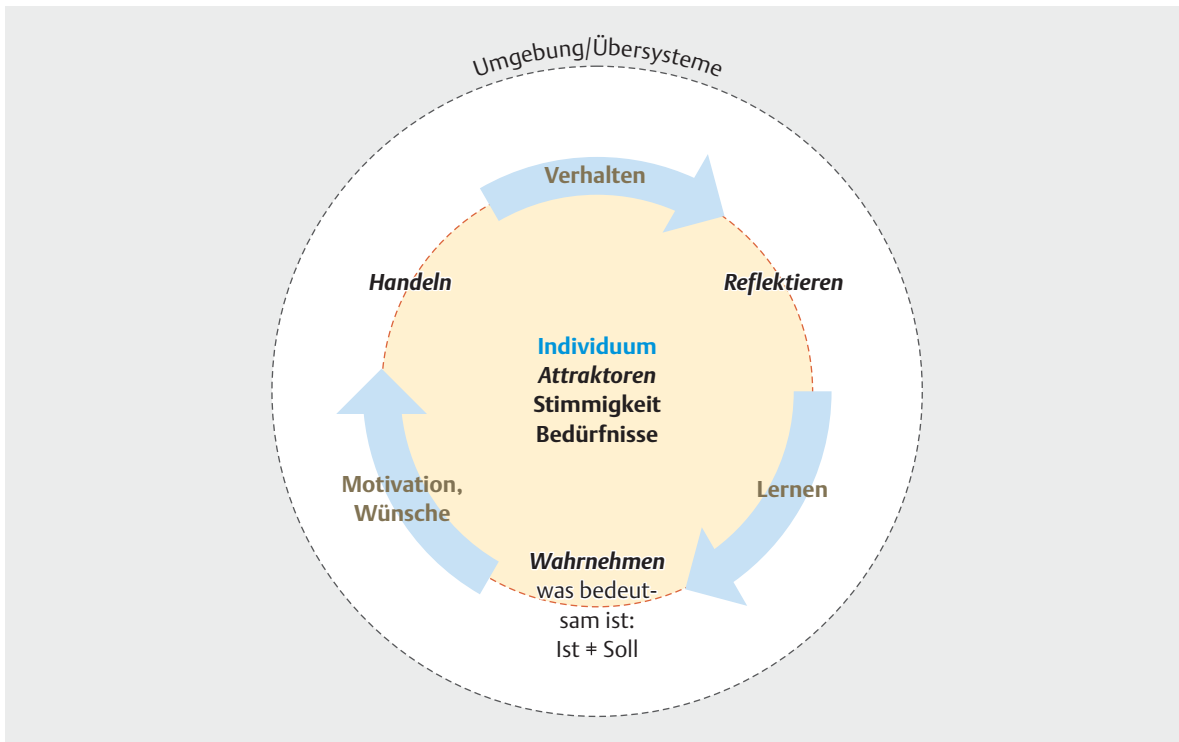 Umgebung/Übersysteme
Verhalten
Handeln
Reflektieren
Individuum
Attraktoren
Stimmigkeit
Bedürfnisse
Motivation,
Wünsche
Lernen
Wahrnehmen
was bedeut-
sam ist:
Ist ≠ Soll